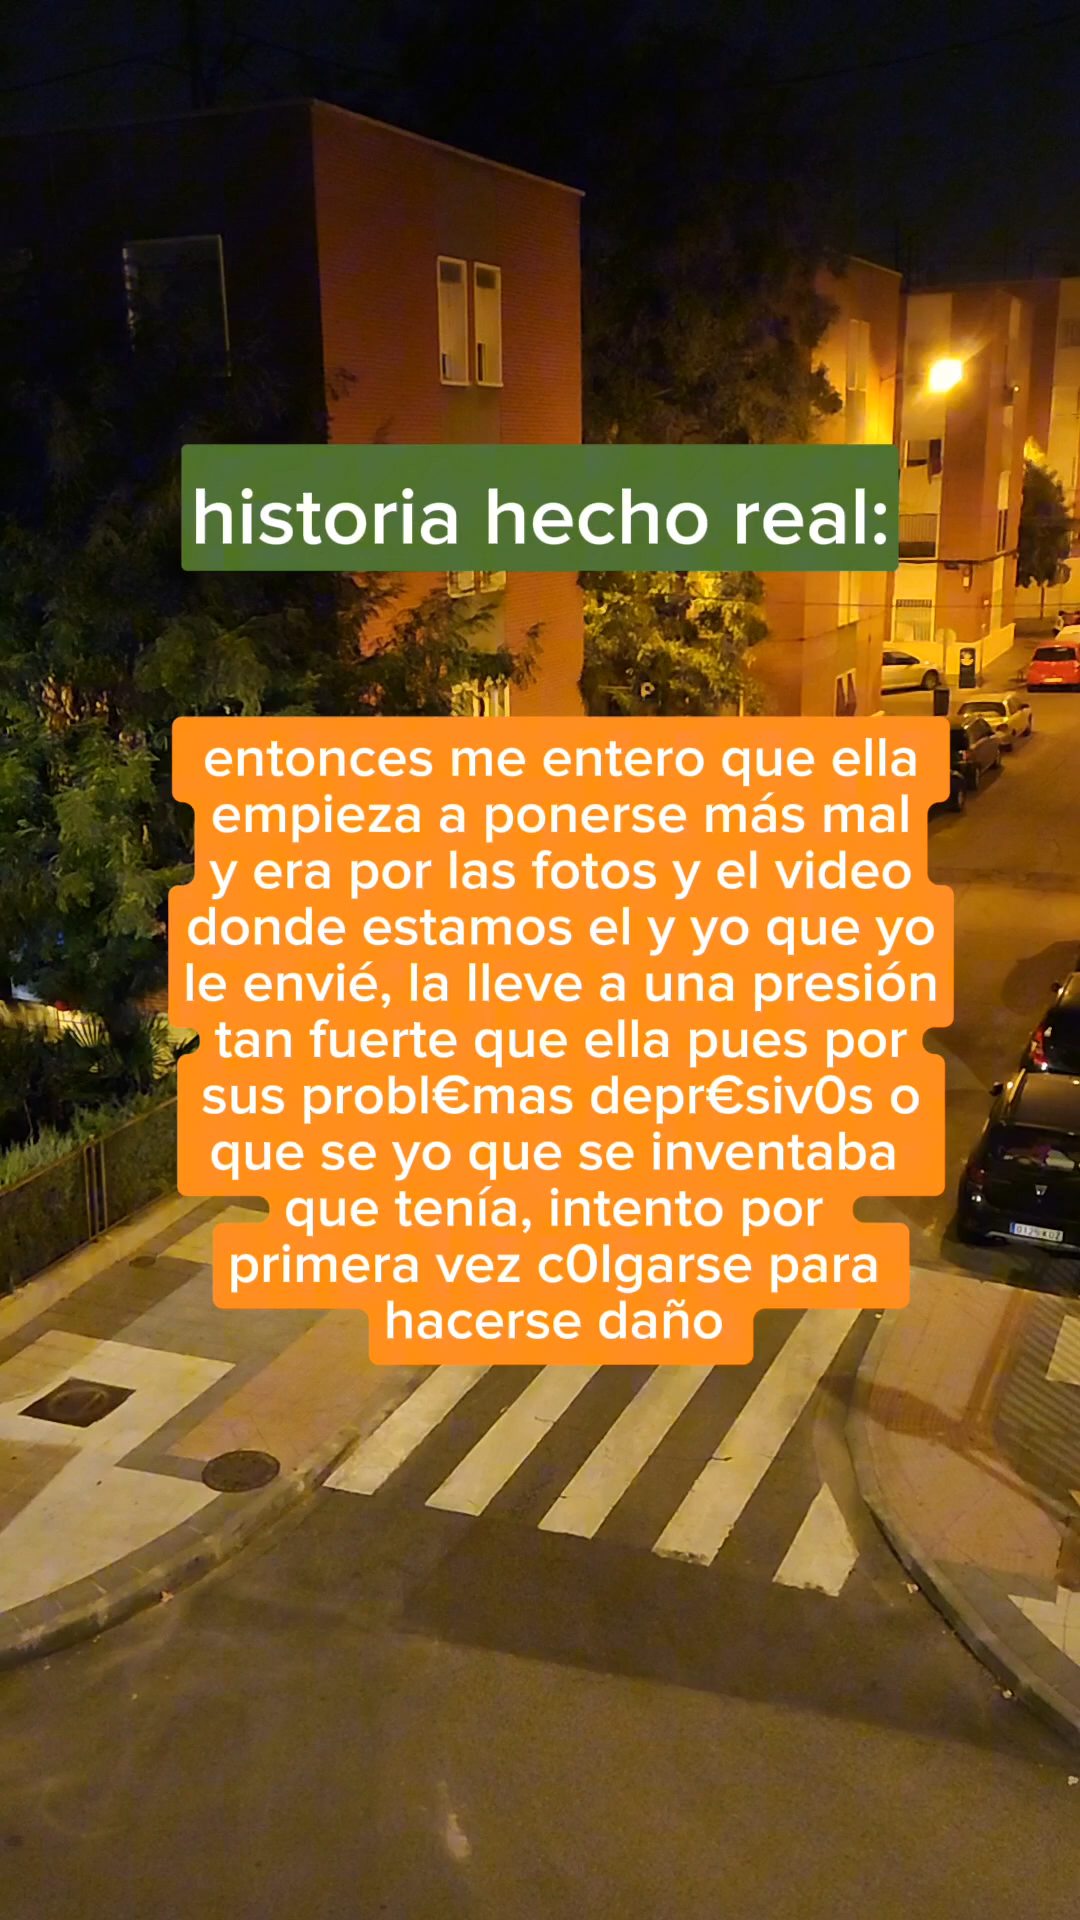 historia hecho real:
entonces me entero que ella
empieza a ponerse más mal
y era por las fotos y el video
donde estamos el y yo que yo
le envié, la lleve a una presión
tan fuerte que ella pues por
sus probl€mas depr€siv0s o
que se yo que se inventaba
que tenía, intento por
primera vez c0lgarse para
hacerse daño